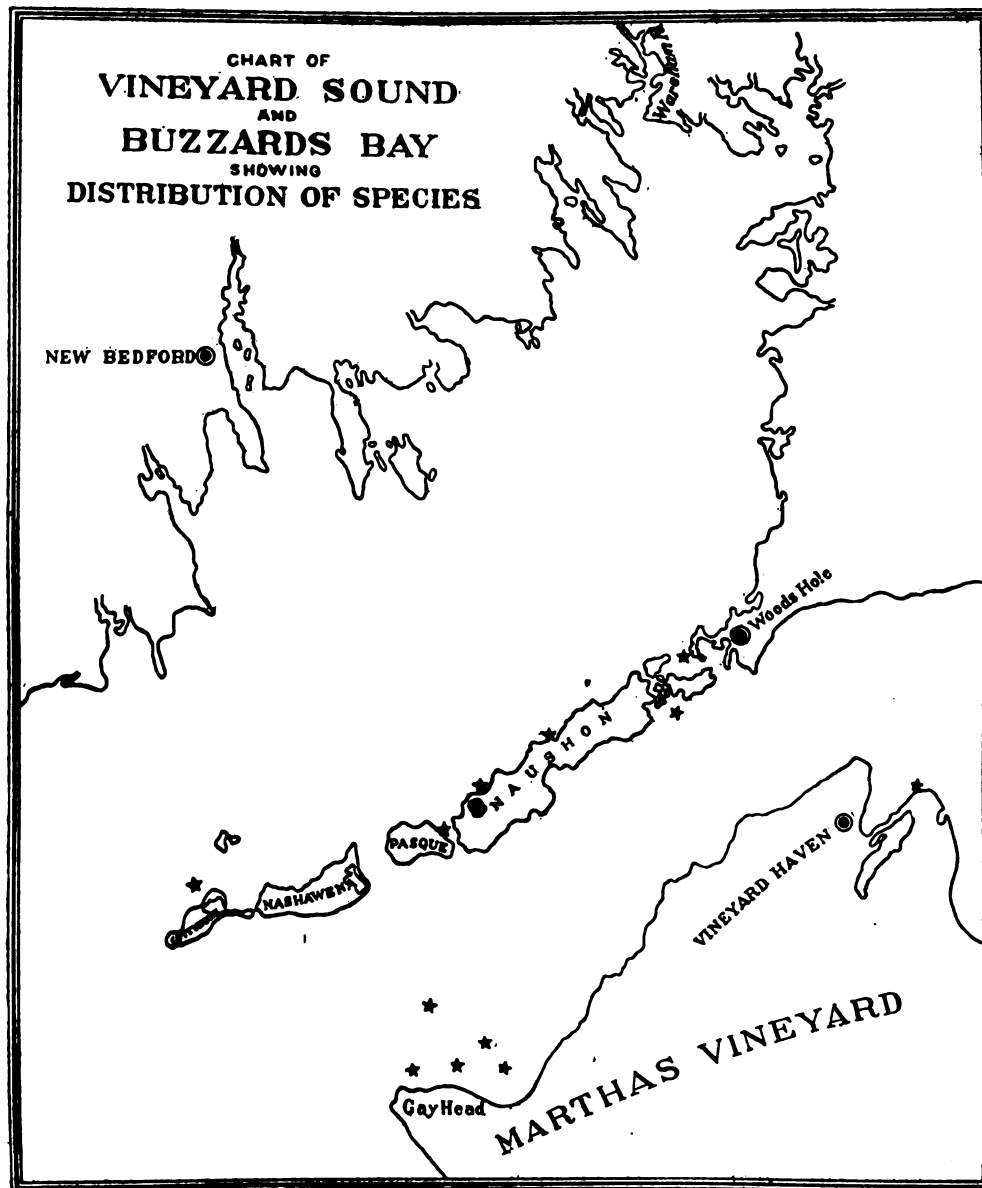 CHART OF
VINEYARD SOUND
AND
BUZZARDS BAY
SHOWING
DISTRIBUTION OF SPECIES
NEW BEDFORD
Woods Hole
NAUSHON
PASQUE
NASHAWENA
VINEYARD HAVEN
MARTHAS VINEYARD
Gay Head